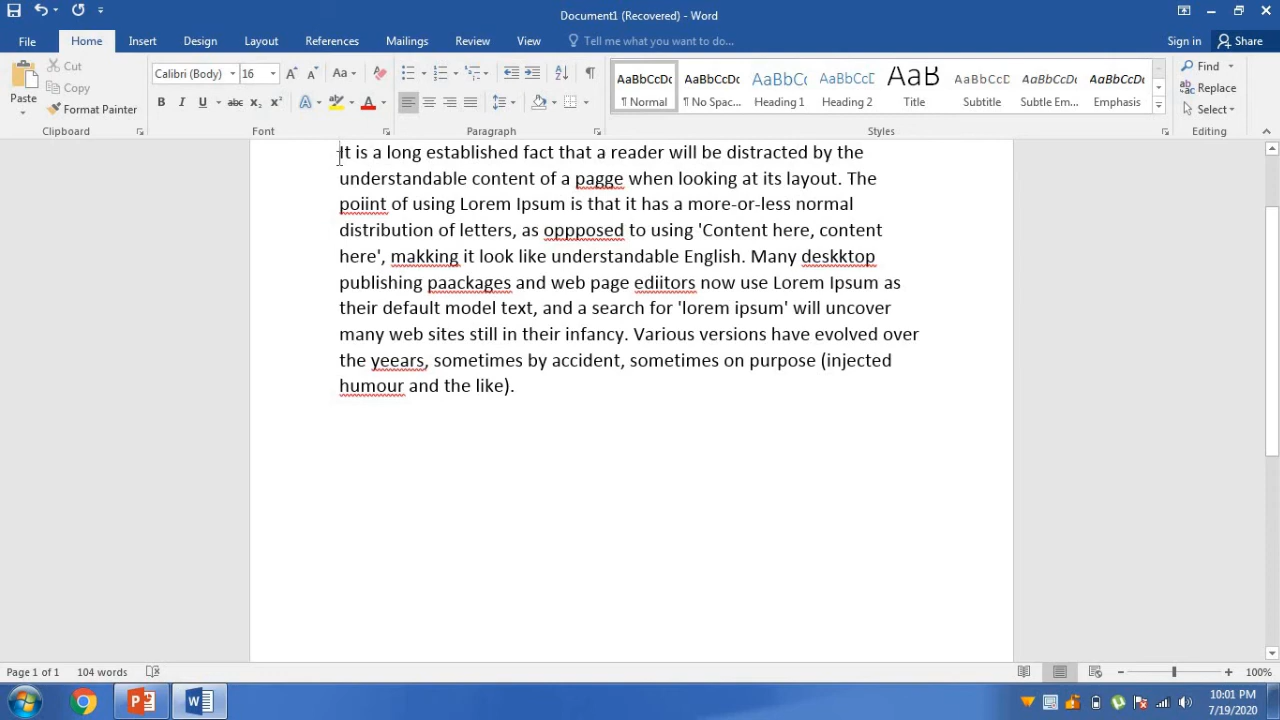 Document1 (Recovered) - Word
File Home Insert Design Layout References Mailings Review View Tell me what you want to do... Sign in Share
Paste Cut Copy Format Painter Clipboard
Calibri (Body) 16 Aa B I U abc x₂ x² A A Font
Paragraph
AaBbCcDc AaBbCcDc AaBbCc AaBbCcC AaB AaBbCcD AaBbCcDc AaBbCcDc
¶ Normal ¶ No Spac... Heading 1 Heading 2 Title Subtitle Subtle Em... Emphasis
Styles
Find Replace Select Editing
It is a long established fact that a reader will be distracted by the
understandable content of a pagge when looking at its layout. The
poiint of using Lorem Ipsum is that it has a more-or-less normal
distribution of letters, as oppposed to using 'Content here, content
here', makking it look like understandable English. Many deskktop
publishing paackages and web page ediitors now use Lorem Ipsum as
their default model text, and a search for 'lorem ipsum' will uncover
many web sites still in their infancy. Various versions have evolved over
the yeears, sometimes by accident, sometimes on purpose (injected
humour and the like).
Page 1 of 1 104 words 100%
10:01 PM
7/19/2020